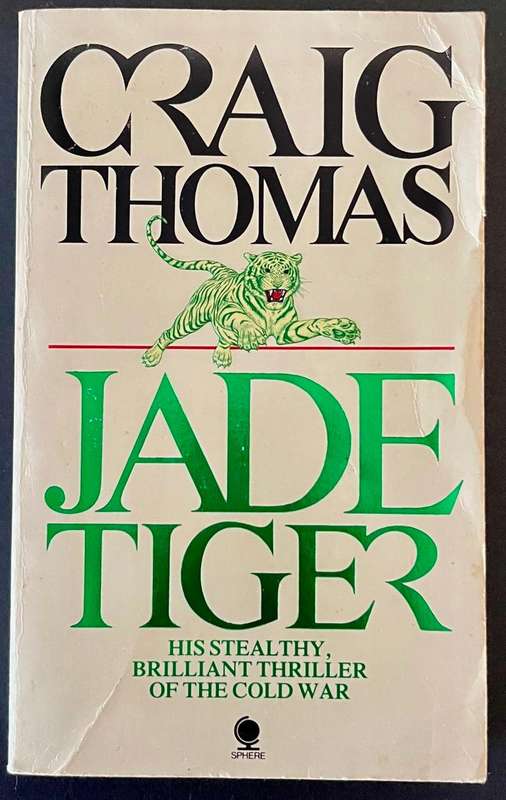 CRAIG
THOMAS
JADE
TIGER
HIS STEALTHY,
BRILLIANT THRILLER
OF THE COLD WAR
SPHERE